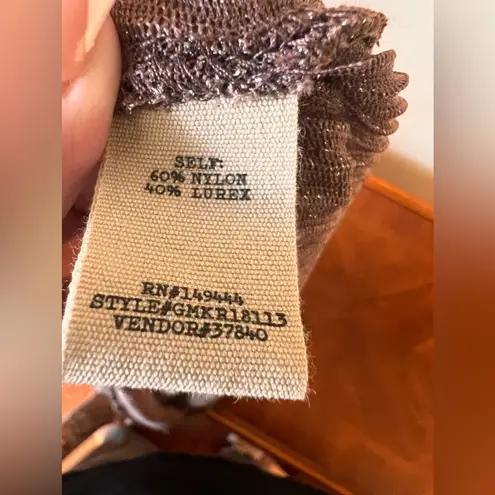 SELF:
60% NYLON
40% LUREX
RN#149444
STYLE#GMKR18113
VENDOR#37840